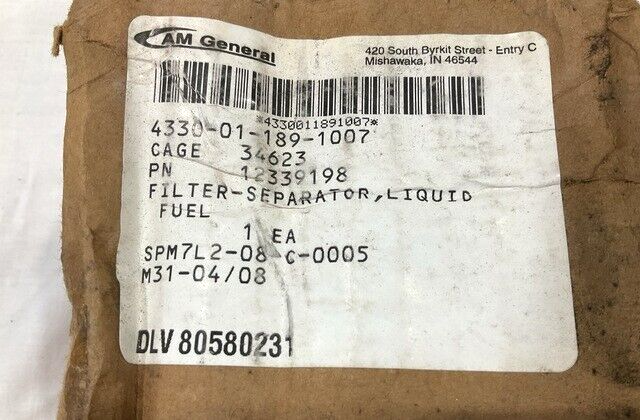 AM General
420 South Byrkit Street - Entry C
Mishawaka, IN 46544
*4330011891007*
4330-01-189-1007
CAGE 34623
PN 12339198
FILTER-SEPARATOR,LIQUID
FUEL
1 EA
SPM7L2-08 C-0005
M31-04/08
DLV 80580231